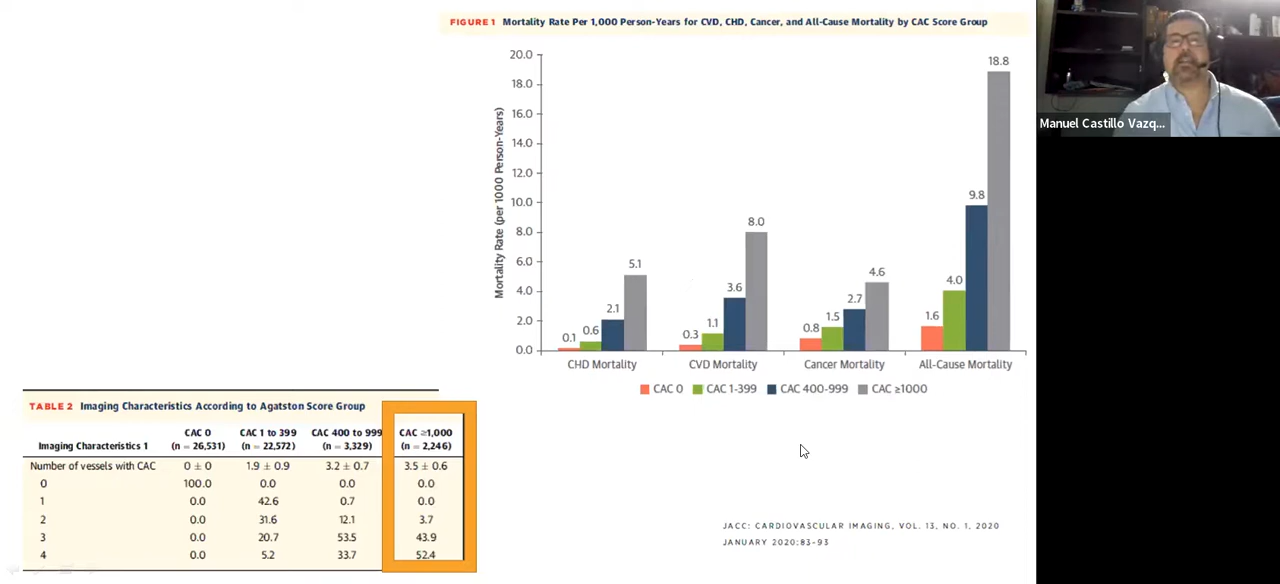 FIGURE 1 Mortality Rate Per 1,000 Person-Years for CVD, CHD, Cancer, and All-Cause Mortality by CAC Score Group
Mortality Rate (per 1000 Person-Years)
20.0
18.0
16.0
14.0
12.0
10.0
8.0
6.0
4.0
2.0
0.0
0.1 0.6 2.1 5.1
0.3 1.1 3.6 8.0
0.8 1.5 2.7 4.6
1.6 4.0 9.8 18.8
CHD Mortality CVD Mortality Cancer Mortality All-Cause Mortality
CAC 0 CAC 1-399 CAC 400-999 CAC ≥1000
Manuel Castillo Vazq...
TABLE 2 Imaging Characteristics According to Agatston Score Group
CAC 0 CAC 1 to 399 CAC 400 to 999 CAC ≥1,000
Imaging Characteristics 1 (n = 26,531) (n = 22,572) (n = 3,329) (n = 2,246)
Number of vessels with CAC 0 ± 0 1.9 ± 0.9 3.2 ± 0.7 3.5 ± 0.6
0 100.0 0.0 0.0 0.0
1 0.0 42.6 0.7 0.0
2 0.0 31.6 12.1 3.7
3 0.0 20.7 53.5 43.9
4 0.0 5.2 33.7 52.4
JACC: CARDIOVASCULAR IMAGING, VOL. 13, NO. 1, 2020
JANUARY 2020:83-93